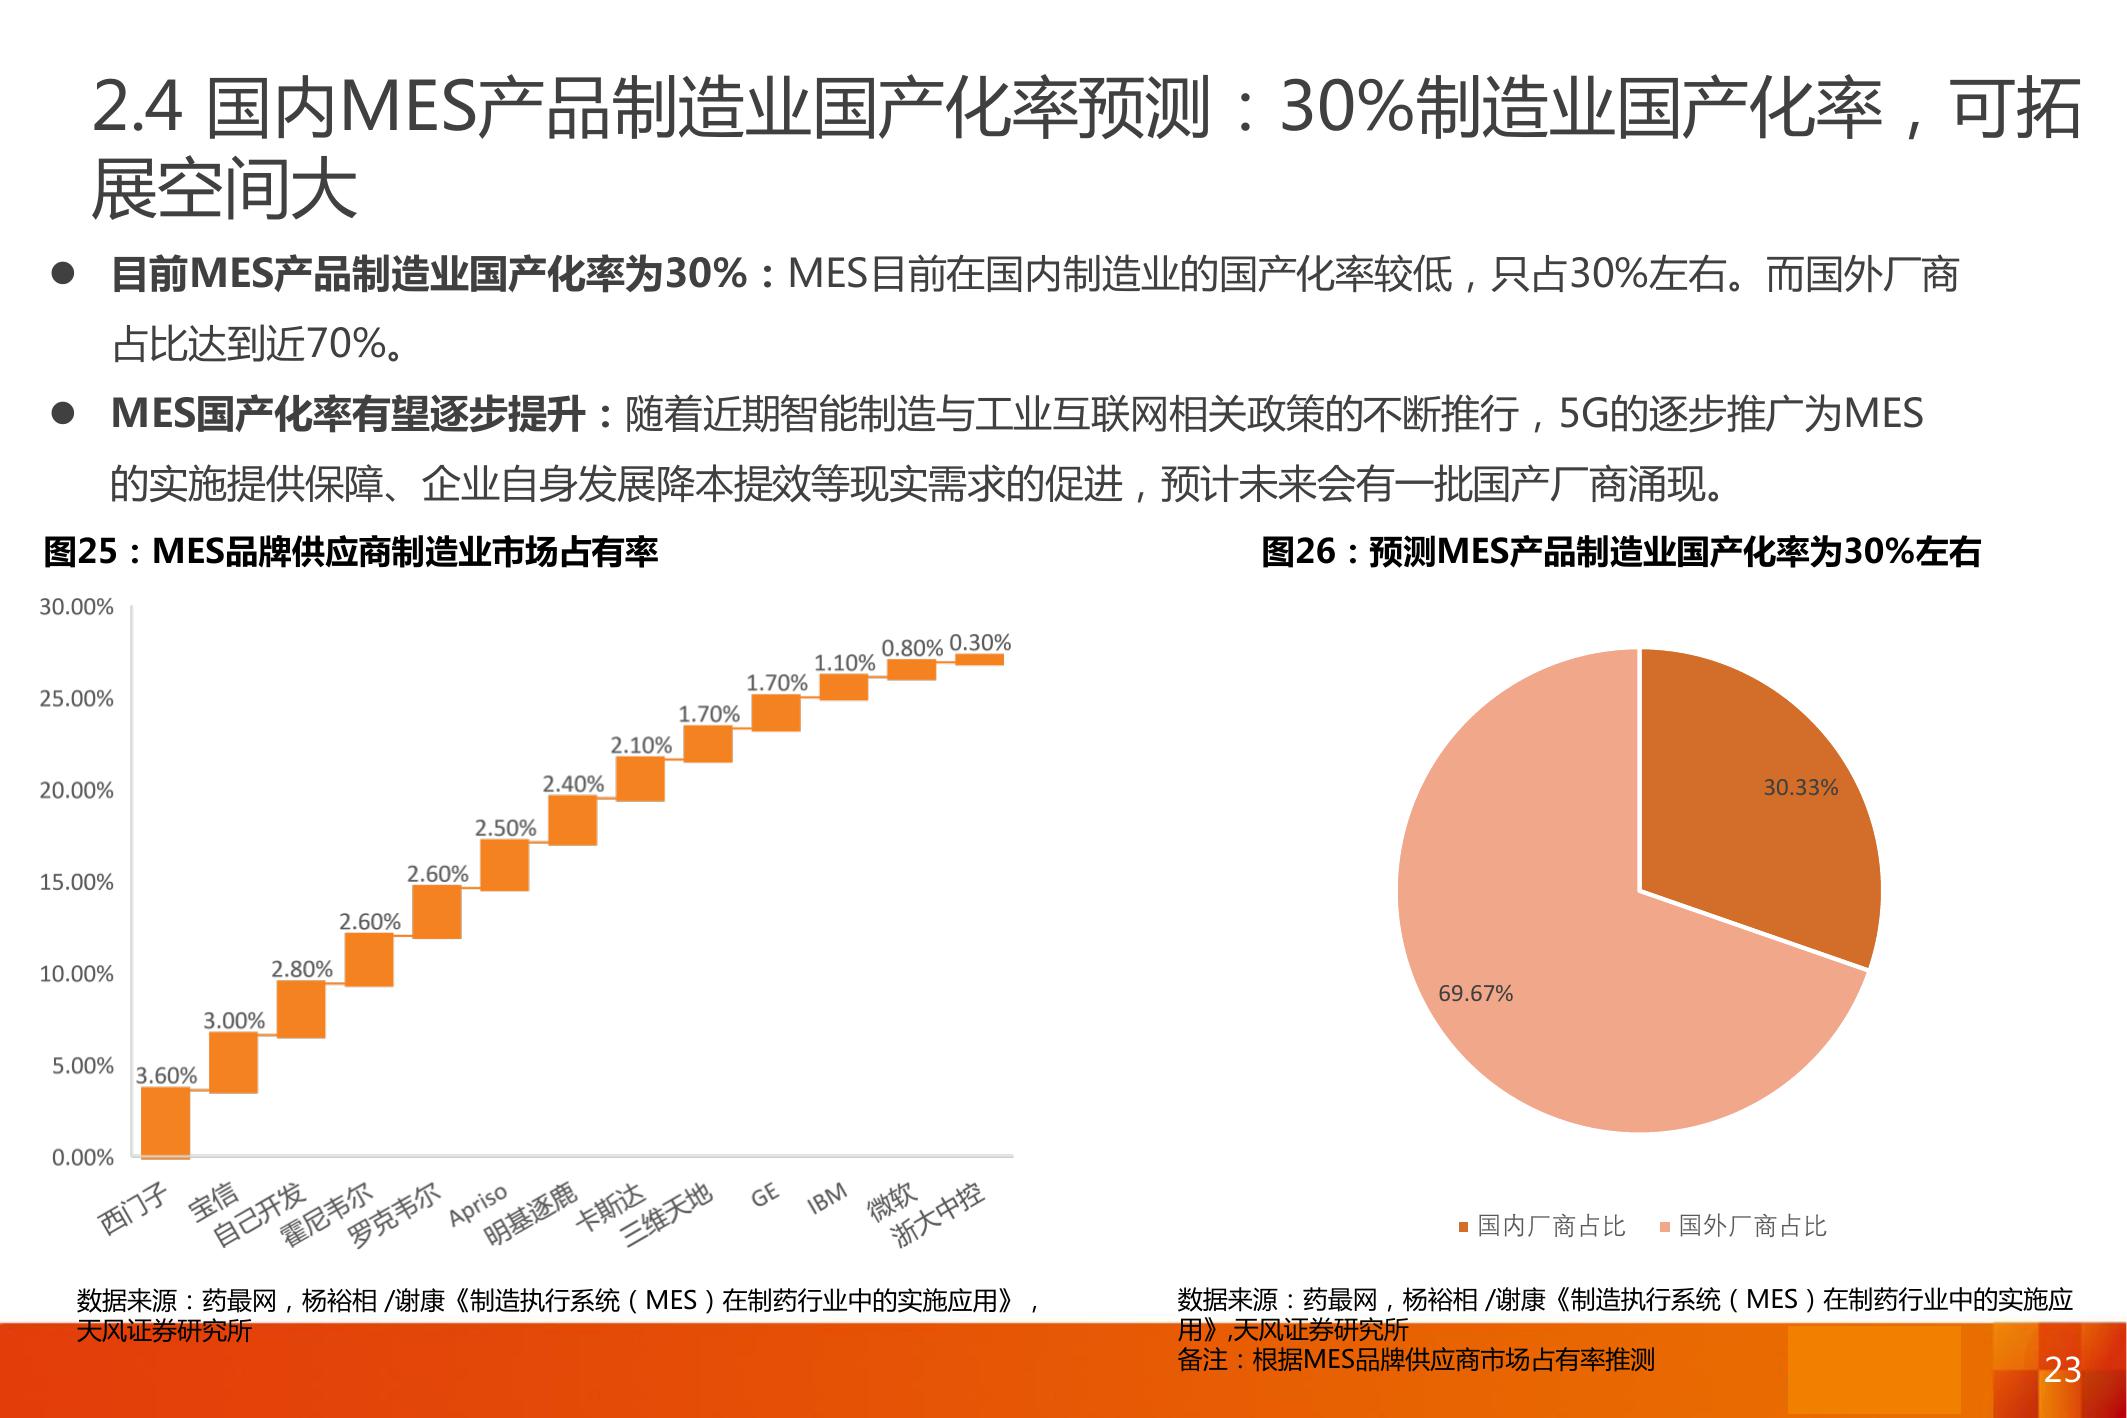 2.4 国内MES产品制造业国产化率预测：30%制造业国产化率，可拓
展空间大
● 目前MES产品制造业国产化率为30%：MES目前在国内制造业的国产化率较低，只占30%左右。而国外厂商
占比达到近70%。
● MES国产化率有望逐步提升：随着近期智能制造与工业互联网相关政策的不断推行，5G的逐步推广为MES
的实施提供保障、企业自身发展降本提效等现实需求的促进，预计未来会有一批国产厂商涌现。
图25：MES品牌供应商制造业市场占有率
30.00%
25.00%
20.00%
15.00%
10.00%
5.00%
0.00%
3.60%
3.00%
2.80%
2.60%
2.60%
2.50%
2.40%
2.10%
1.70%
1.70%
1.10%
0.80%
0.30%
西门子
宝信
自己开发
霍尼韦尔
罗克韦尔
Apriso
明基逐鹿
卡斯达
三维天地
GE
IBM
微软
浙大中控
数据来源：药最网，杨裕相 /谢康《制造执行系统（MES）在制药行业中的实施应用》，
天风证券研究所
图26：预测MES产品制造业国产化率为30%左右
30.33%
69.67%
国内厂商占比 国外厂商占比
数据来源：药最网，杨裕相 /谢康《制造执行系统（MES）在制药行业中的实施应
用》,天风证券研究所
备注：根据MES品牌供应商市场占有率推测
23